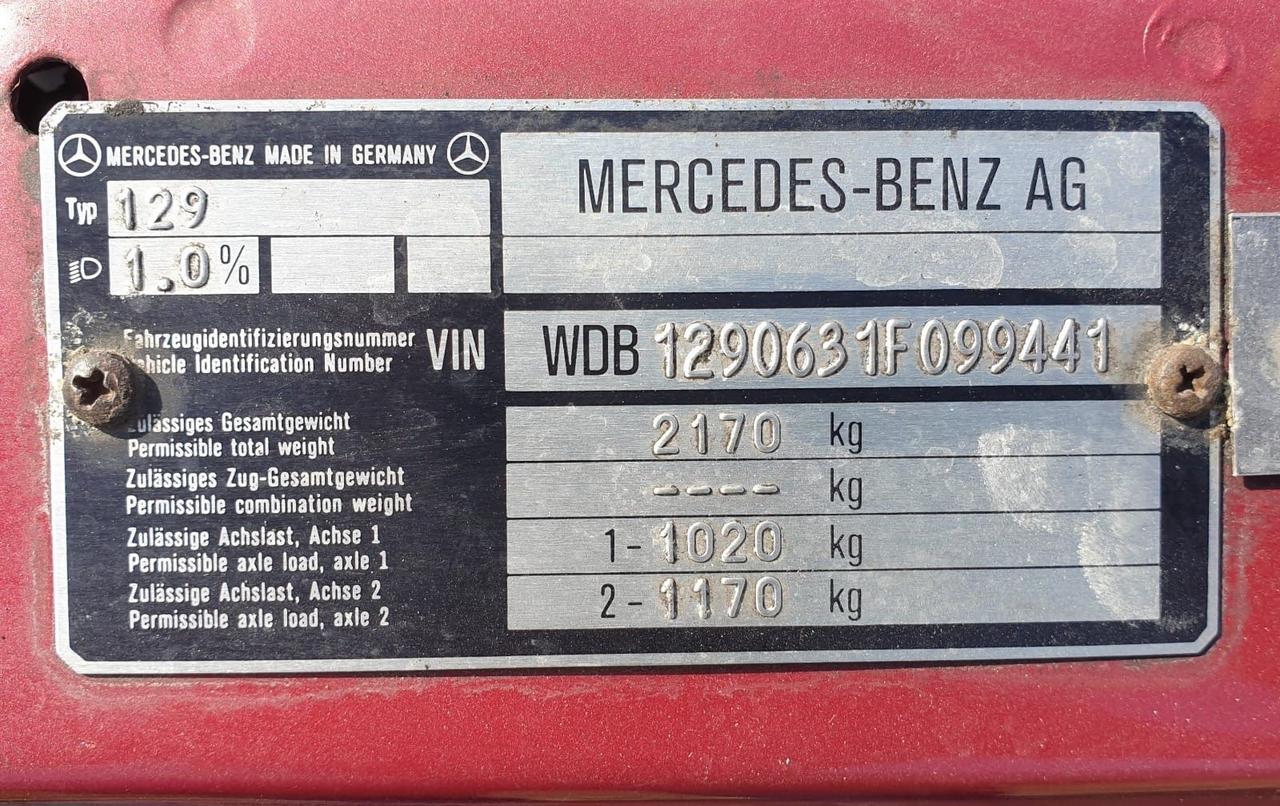 MERCEDES-BENZ MADE IN GERMANY
MERCEDES-BENZ AG
Typ 129
1.0%
Fahrzeugidentifizierungsnummer
Vehicle Identification Number
VIN
WDB 1290631F099441
Zulässiges Gesamtgewicht
Permissible total weight
2170 kg
Zulässiges Zug-Gesamtgewicht
Permissible combination weight
---- kg
Zulässige Achslast, Achse 1
Permissible axle load, axle 1
1- 1020 kg
Zulässige Achslast, Achse 2
Permissible axle load, axle 2
2- 1170 kg